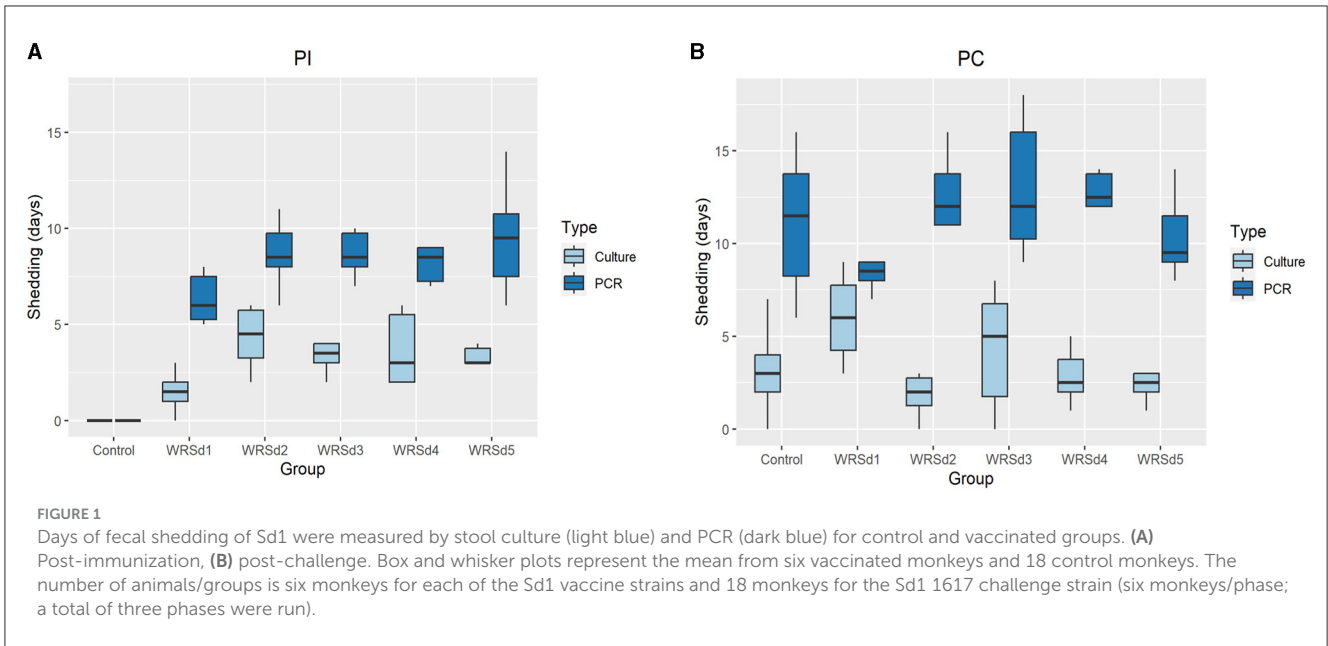 A
PI
Shedding (days)
15
10
5
0
Control WRSd1 WRSd2 WRSd3 WRSd4 WRSd5
Group
Type
Culture
PCR
B
PC
Shedding (days)
15
10
5
0
Control WRSd1 WRSd2 WRSd3 WRSd4 WRSd5
Group
Type
Culture
PCR
FIGURE 1
Days of fecal shedding of Sd1 were measured by stool culture (light blue) and PCR (dark blue) for control and vaccinated groups. (A)
Post-immunization, (B) post-challenge. Box and whisker plots represent the mean from six vaccinated monkeys and 18 control monkeys. The
number of animals/groups is six monkeys for each of the Sd1 vaccine strains and 18 monkeys for the Sd1 1617 challenge strain (six monkeys/phase;
a total of three phases were run).